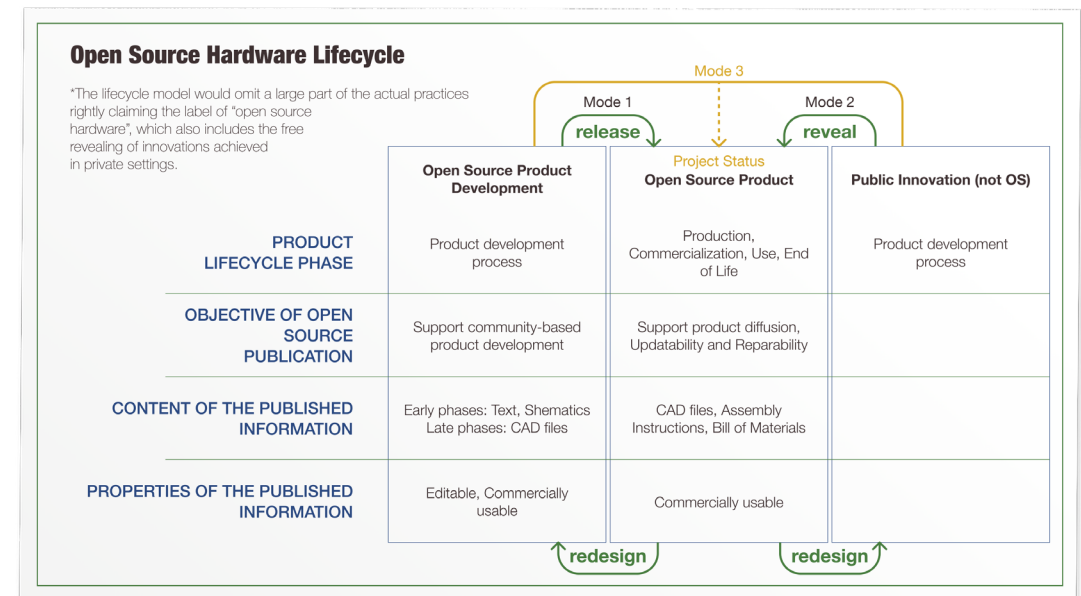 Open Source Hardware Lifecycle
*The lifecycle model would omit a large part of the actual practices
rightly claiming the label of “open source
hardware”, which also includes the free
revealing of innovations achieved
in private settings.
Mode 3
Mode 1
Mode 2
release
reveal
Open Source Product
Development
Project Status
Open Source Product
Public Innovation (not OS)
PRODUCT
LIFECYCLE PHASE
Product development
process
Production,
Commercialization, Use, End
of Life
Product development
process
OBJECTIVE OF OPEN
SOURCE
PUBLICATION
Support community-based
product development
Support product diffusion,
Updatability and Reparability
CONTENT OF THE PUBLISHED
INFORMATION
Early phases: Text, Shematics
Late phases: CAD files
CAD files, Assembly
Instructions, Bill of Materials
PROPERTIES OF THE PUBLISHED
INFORMATION
Editable, Commercially
usable
Commercially usable
redesign
redesign